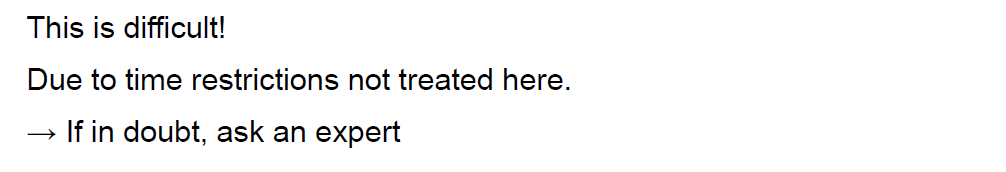 This is difficult!
Due to time restrictions not treated here.
→ If in doubt, ask an expert